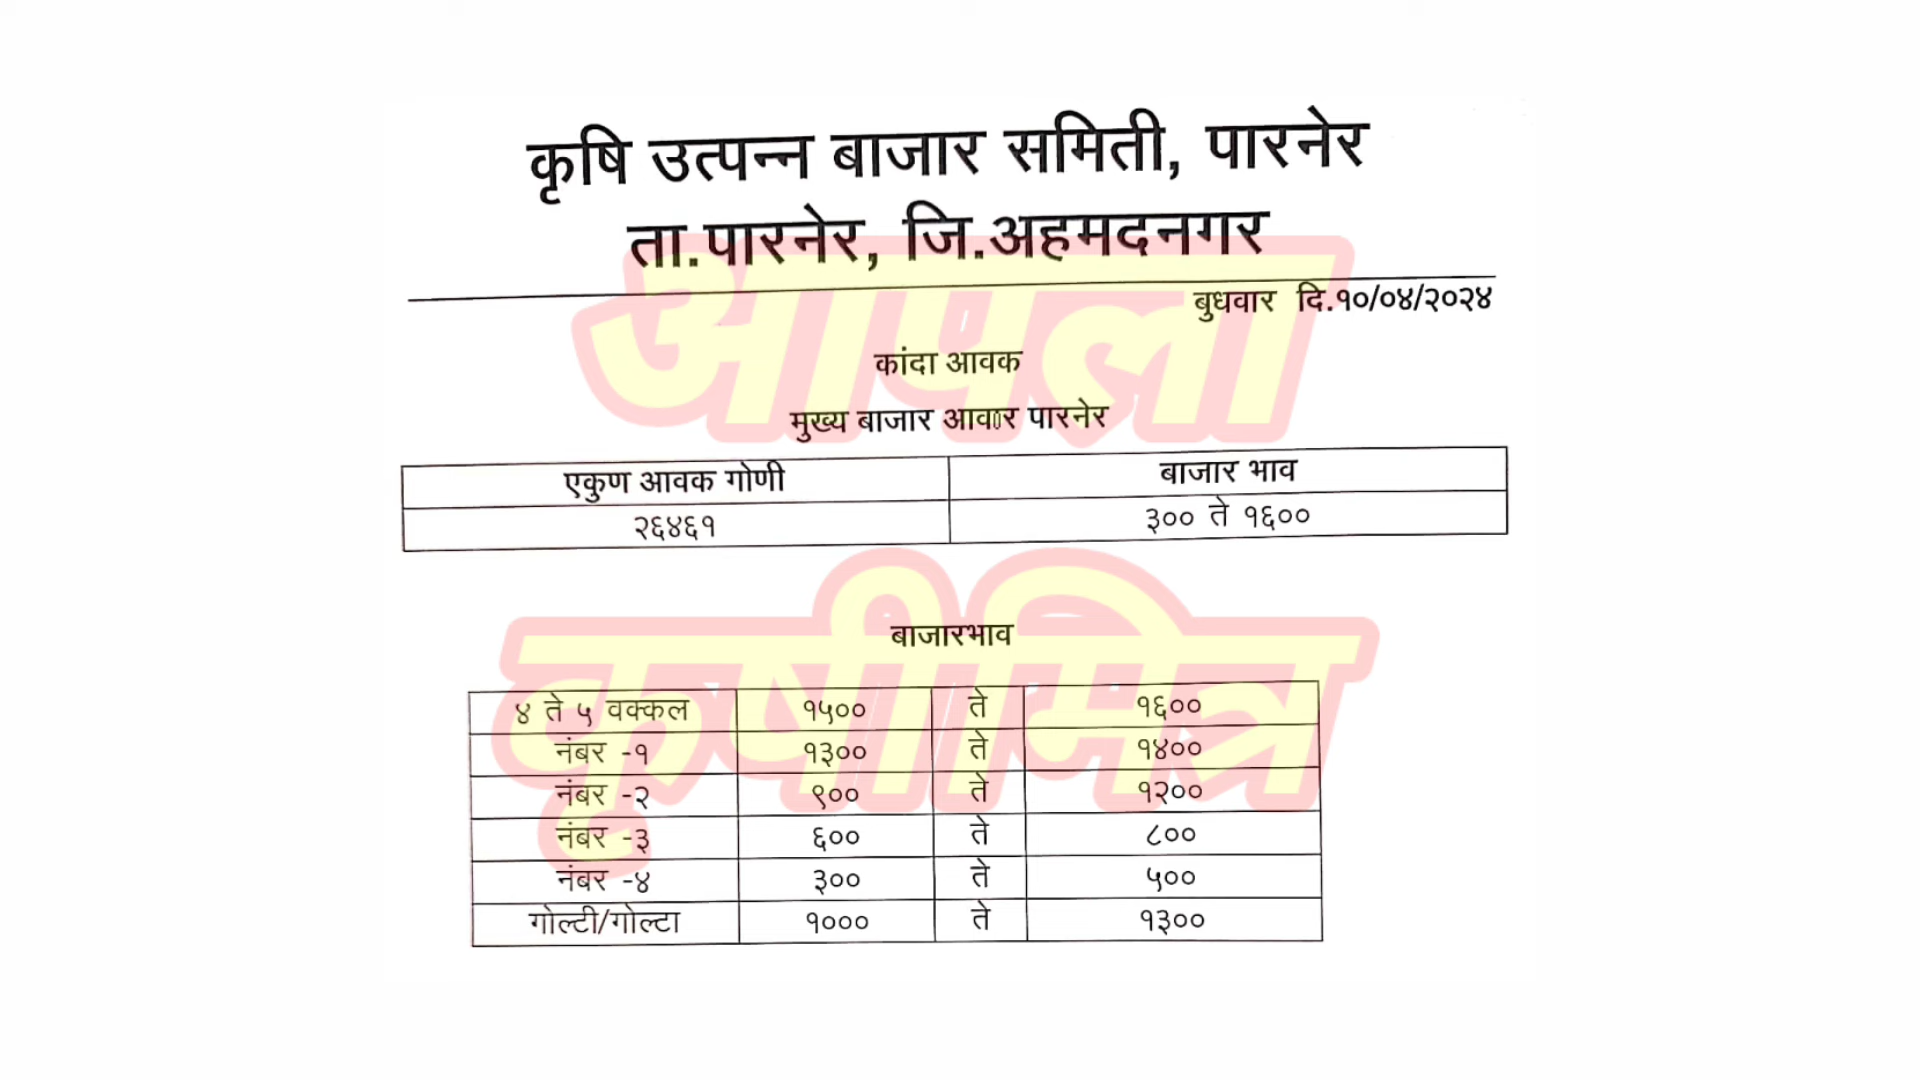 कृषि उत्पन्न बाजार समिती, पारनेर
ता.पारनेर, जि.अहमदनगर
बुधवार दि.१०/०४/२०२४
कांदा आवक
मुख्य बाजार आवार पारनेर
एकुण आवक गोणी बाजार भाव
२६४६१ ३०० ते १६००
बाजारभाव
४ ते ५ वक्कल १५०० ते १६००
नंबर -१ १३०० ते १४००
नंबर -२ ९०० ते १२००
नंबर -३ ६०० ते ८००
नंबर -४ ३०० ते ५००
गोल्टी/गोल्टा १००० ते १३००
आपला
कृषीमित्र